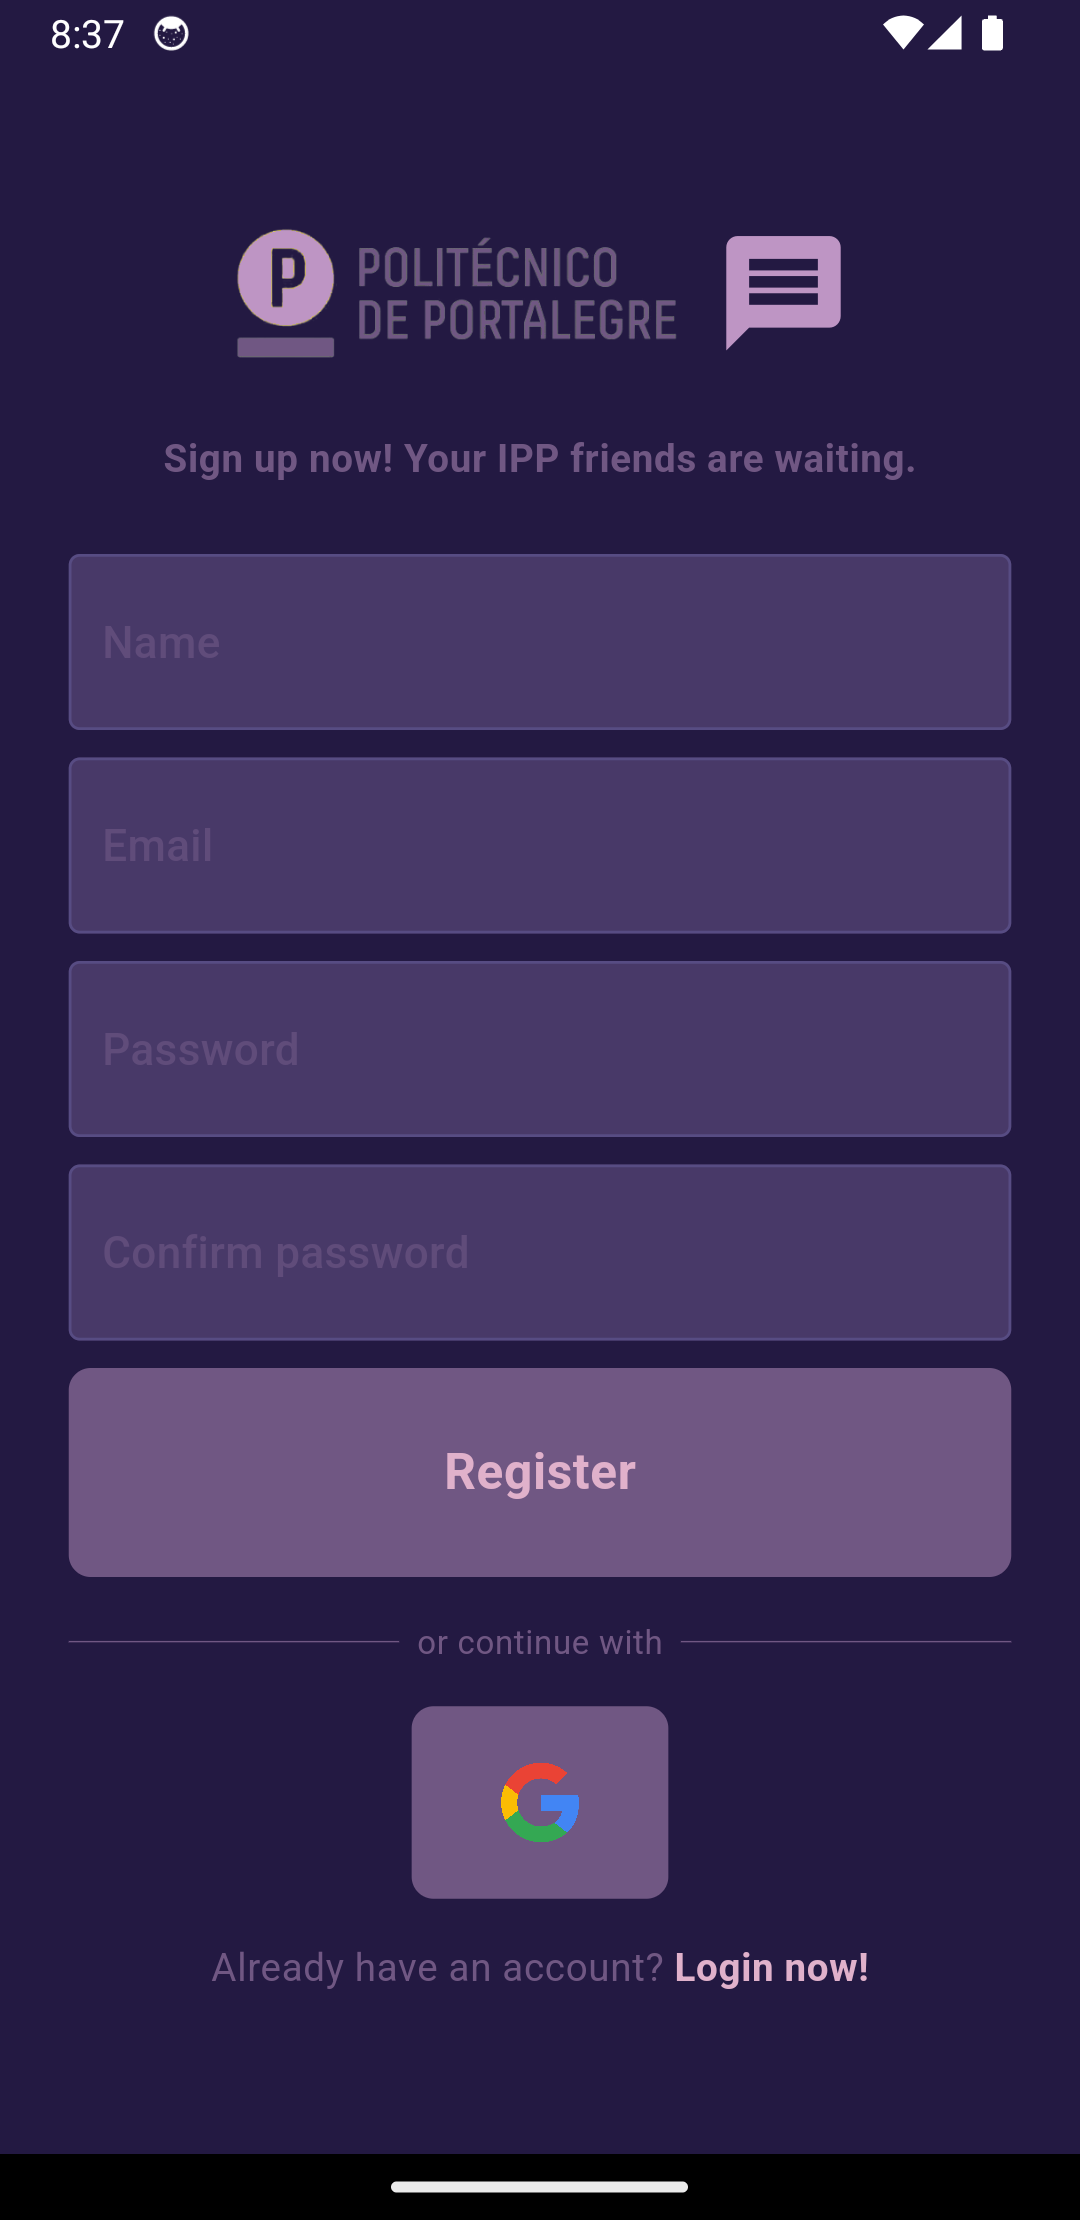 8:37
P
POLITÉCNICO
DE PORTALEGRE
Sign up now! Your IPP friends are waiting.
Name
Email
Password
Confirm password
Register
or continue with
G
Already have an account? Login now!